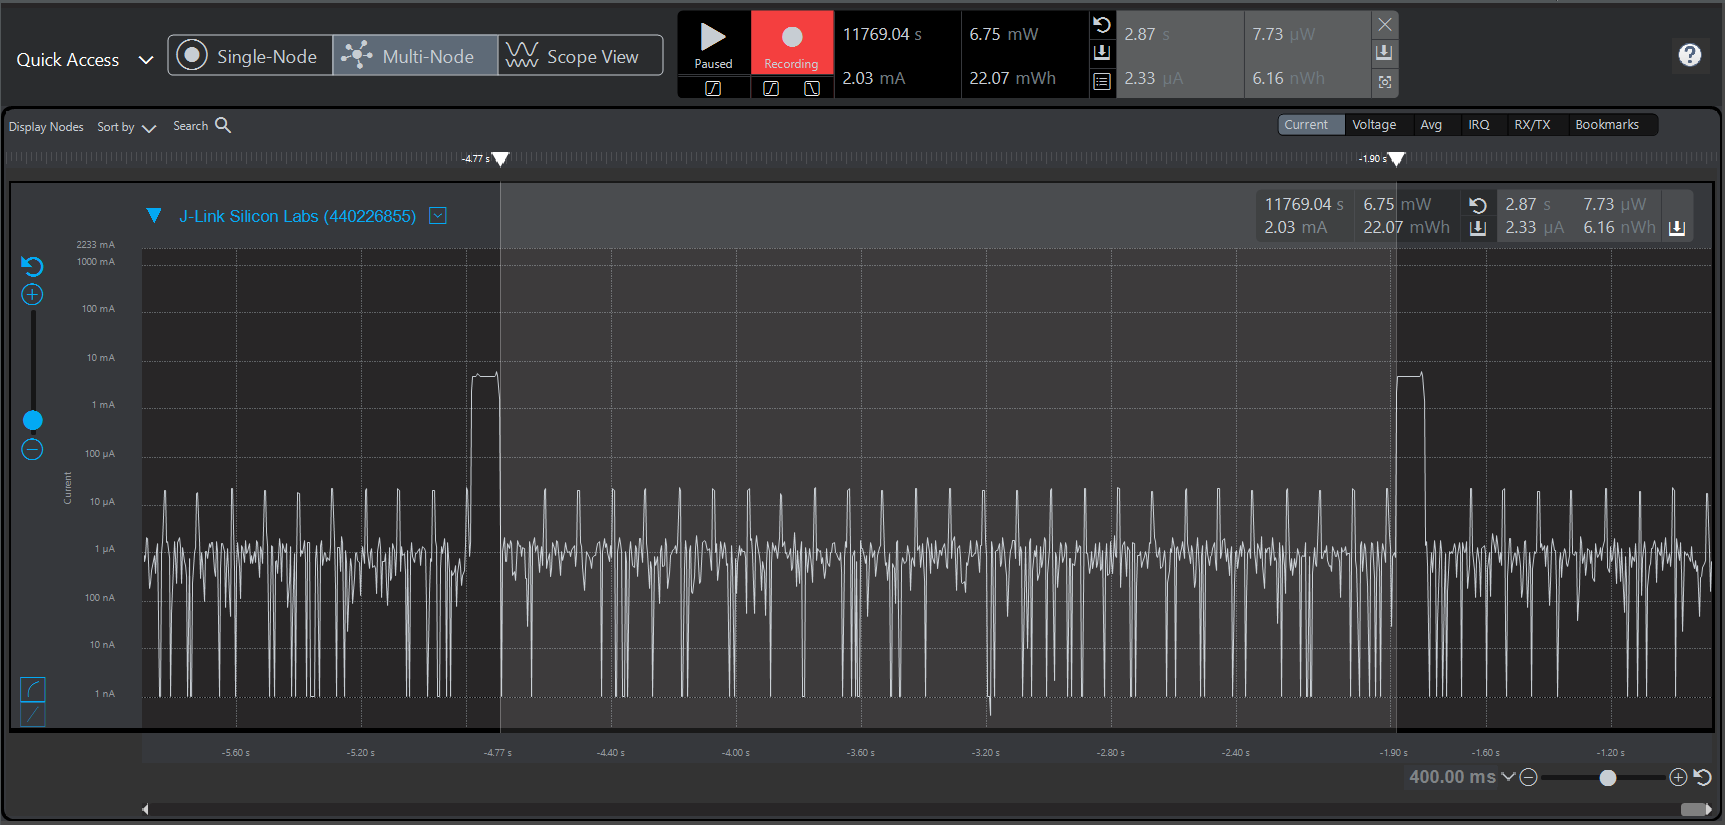 Quick Access
Single-Node
Multi-Node
Scope View
Paused
Recording
11769.04 s
6.75 mW
2.03 mA
22.07 mWh
2.87 s
7.73 µW
2.33 µA
6.16 nWh
?
Display Nodes
Sort by
Search
Current
Voltage
Avg
IRQ
RX/TX
Bookmarks
-4.77 s
-1.90 s
J-Link Silicon Labs (440226855)
11769.04 s
6.75 mW
2.87 s
7.73 µW
2.03 mA
22.07 mWh
2.33 µA
6.16 nWh
2233 mA
1000 mA
100 mA
10 mA
1 mA
100 µA
10 µA
1 µA
100 nA
10 nA
1 nA
Current
-5.60 s
-5.20 s
-4.77 s
-4.40 s
-4.00 s
-3.60 s
-3.20 s
-2.80 s
-2.40 s
-1.90 s
-1.60 s
-1.20 s
400.00 ms